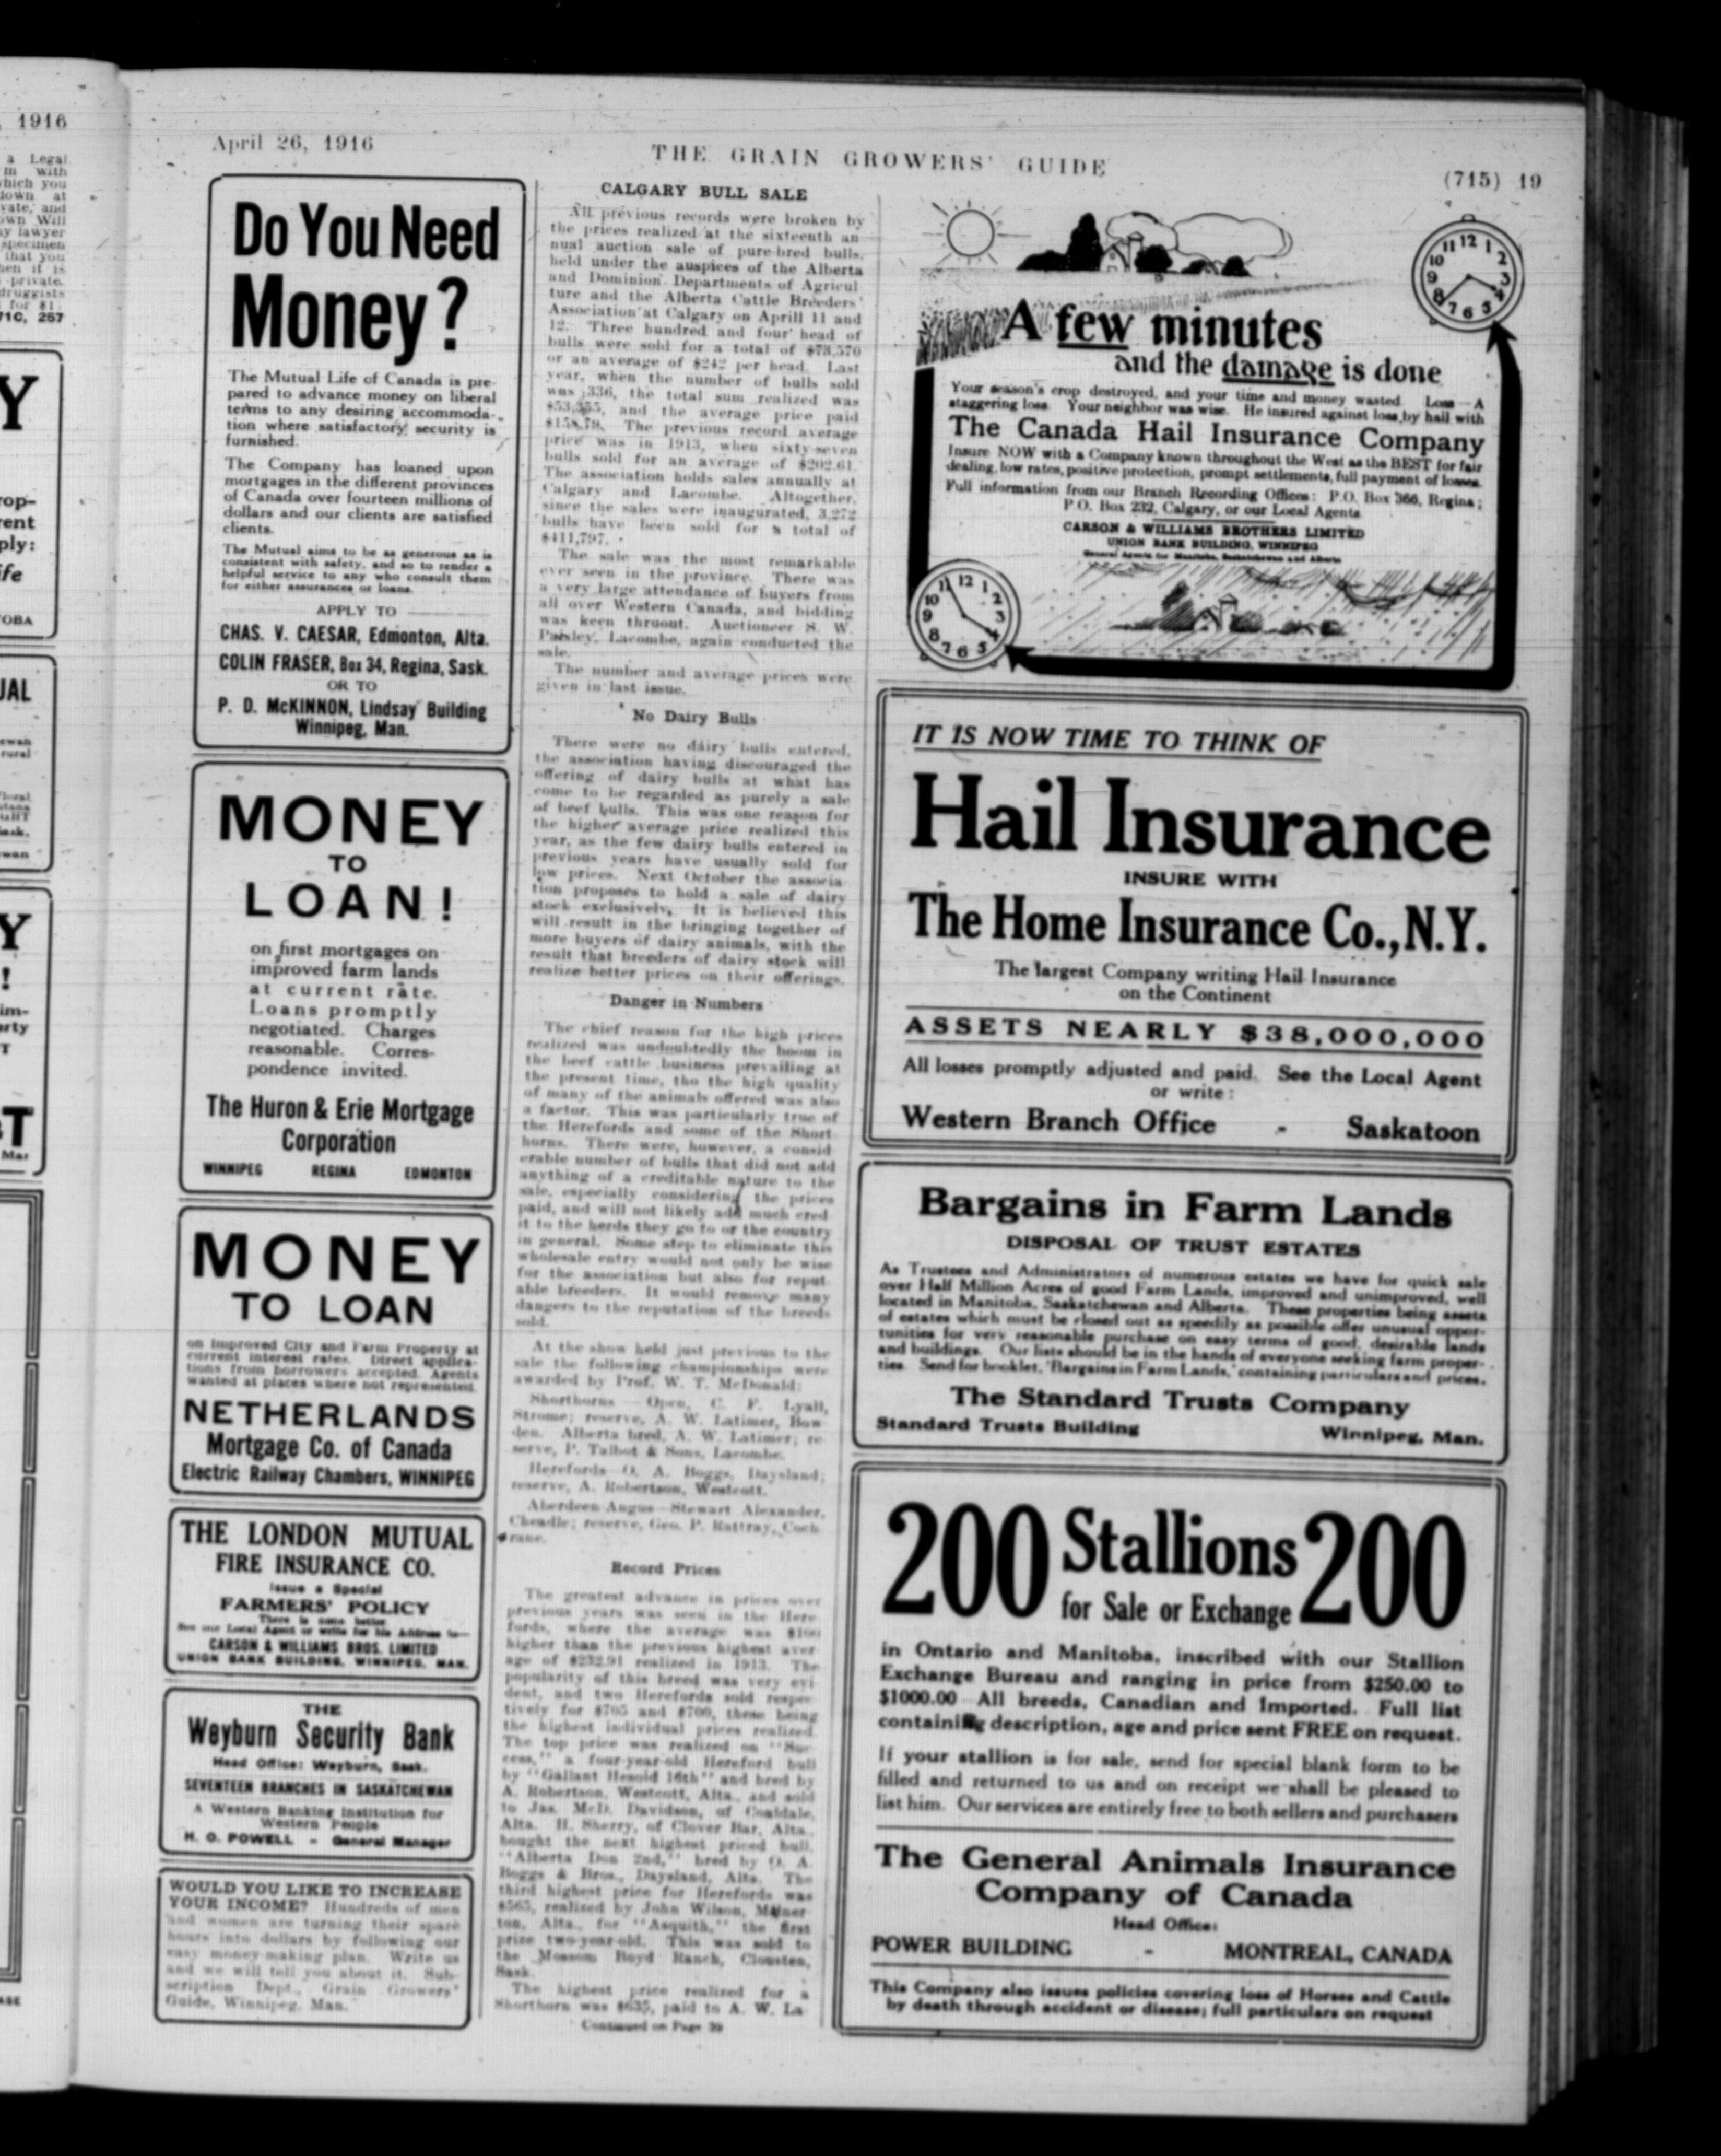 April 26, 1916
THE GRAIN GROWERS' GUIDE
(715) 19
Do You Need
Money?
The Mutual Life of Canada is pre-
pared to advance money on liberal
terms to any desiring accommoda-
tion where satisfactory security is
furnished.
The Company has loaned upon
mortgages in the different provinces
of Canada over fourteen millions of
dollars and our clients are satisfied
clients.
The Mutual aims to be as generous as is
consistent with safety, and so to render a
helpful service to any who consult them
for either assurances or loans.
APPLY TO
CHAS. V. CAESAR, Edmonton, Alta.
COLIN FRASER, Box 34, Regina, Sask.
OR TO
P. D. McKINNON, Lindsay Building
Winnipeg, Man.
MONEY
TO
LOAN!
on first mortgages on
improved farm lands
at current rate.
Loans promptly
negotiated. Charges
reasonable. Corres-
pondence invited.
The Huron & Erie Mortgage
Corporation
WINNIPEG REGINA EDMONTON
MONEY
TO LOAN
on Improved City and Farm Property at
current interest rates. Direct applica-
tions from borrowers accepted. Agents
wanted at places where not represented.
NETHERLANDS
Mortgage Co. of Canada
Electric Railway Chambers, WINNIPEG
THE LONDON MUTUAL
FIRE INSURANCE CO.
Issue a Special
FARMERS' POLICY
There is none better
See our Local Agent or write for his Address to—
CARSON & WILLIAMS BROS. LIMITED
UNION BANK BUILDING, WINNIPEG, MAN.
THE
Weyburn Security Bank
Head Office: Weyburn, Sask.
SEVENTEEN BRANCHES IN SASKATCHEWAN
A Western Banking Institution for
Western People
H. O. POWELL - General Manager
WOULD YOU LIKE TO INCREASE
YOUR INCOME? Hundreds of men
and women are turning their spare
hours into dollars by following our
easy money-making plan. Write us
and we will tell you about it. Sub-
scription Dept., Grain Growers'
Guide, Winnipeg, Man.
CALGARY BULL SALE
All previous records were broken by
the prices realized at the sixteenth an
nual auction sale of pure-bred bulls,
held under the auspices of the Alberta
and Dominion Departments of Agricul
ture and the Alberta Cattle Breeders'
Association at Calgary on Aprill 11 and
12. Three hundred and four head of
bulls were sold for a total of $73,570
or an average of $242 per head. Last
year, when the number of bulls sold
was 336, the total sum realized was
$53,355, and the average price paid
$158.79. The previous record average
price was in 1913, when sixty-seven
bulls sold for an average of $202.61.
The association holds sales annually at
Calgary and Lacombe. Altogether,
since the sales were inaugurated, 3,272
bulls have been sold for a total of
$411,797.
The sale was the most remarkable
ever seen in the province. There was
a very large attendance of buyers from
all over Western Canada, and bidding
was keen thruout. Auctioneer S. W.
Paisley, Lacombe, again conducted the
sale.
The number and average prices were
given in last issue.
No Dairy Bulls
There were no dairy bulls entered,
the association having discouraged the
offering of dairy bulls at what has
come to be regarded as purely a sale
of beef bulls. This was one reason for
the higher average price realized this
year, as the few dairy bulls entered in
previous years have usually sold for
low prices. Next October the associa
tion proposes to hold a sale of dairy
stock exclusively. It is believed this
will result in the bringing together of
more buyers of dairy animals, with the
result that breeders of dairy stock will
realize better prices on their offerings.
Danger in Numbers
The chief reason for the high prices
realized was undoubtedly the boom in
the beef cattle business prevailing at
the present time, tho the high quality
of many of the animals offered was also
a factor. This was particularly true of
the Herefords and some of the Short
horns. There were, however, a consid
erable number of bulls that did not add
anything of a creditable nature to the
sale, especially considering the prices
paid, and will not likely add much cred
it to the herds they go to or the country
in general. Some step to eliminate this
wholesale entry would not only be wise
for the association but also for reput
able breeders. It would remove many
dangers to the reputation of the breeds
sold.
At the show held just previous to the
sale the following championships were
awarded by Prof. W. T. McDonald:
Shorthorns — Open, C. F. Lyall,
Strome; reserve, A. W. Latimer, Bow
den. Alberta bred, A. W. Latimer; re
serve, P. Talbot & Sons, Lacombe.
Herefords—O. A. Boggs, Daysland;
reserve, A. Robertson, Westcott.
Aberdeen-Angus—Stewart Alexander,
Cheadle; reserve, Geo. P. Rattray, Coch
rane.
Record Prices
The greatest advance in prices over
previous years was seen in the Here
fords, where the average was $100
higher than the previous highest aver
age of $232.91 realized in 1913. The
popularity of this breed was very evi
dent, and two Herefords sold respec
tively for $705 and $700, these being
the highest individual prices realized.
The top price was realized on "Suc
cess," a four-year-old Hereford bull
by "Gallant Hesoid 16th" and bred by
A. Robertson, Westcott, Alta., and sold
to Jas. McD. Davidson, of Coaldale,
Alta. H. Sherry, of Clover Bar, Alta.,
bought the next highest priced bull,
"Alberta Don 2nd," bred by O. A.
Boggs & Bros., Daysland, Alta. The
third highest price for Herefords was
$565, realized by John Wilson,
ton, Alta., for "Asquith," the first
prize two-year-old. This was sold to
the Mossom Boyd Ranch, Clousten,
Sask.
The highest price realized for a
Shorthorn was $635, paid to A. W. La
Continued on Page 39
A few minutes
and the damage is done
Your season's crop destroyed, and your time and money wasted. Loss—A
staggering loss. Your neighbor was wise. He insured against loss by hail with
The Canada Hail Insurance Company
Insure NOW with a Company known throughout the West as the BEST for fair
dealing, low rates, positive protection, prompt settlements, full payment of losses.
Full information from our Branch Recording Offices: P.O. Box 366, Regina;
P.O. Box 232, Calgary, or our Local Agents
CARSON & WILLIAMS BROTHERS LIMITED
UNION BANK BUILDING, WINNIPEG
General Agents for Manitoba, Saskatchewan and Alberta
IT IS NOW TIME TO THINK OF
Hail Insurance
INSURE WITH
The Home Insurance Co., N.Y.
The largest Company writing Hail Insurance
on the Continent
ASSETS NEARLY $38,000,000
All losses promptly adjusted and paid. See the Local Agent
or write:
Western Branch Office - Saskatoon
Bargains in Farm Lands
DISPOSAL OF TRUST ESTATES
As Trustees and Administrators of numerous estates we have for quick sale
over Half Million Acres of good Farm Lands, improved and unimproved, well
located in Manitoba, Saskatchewan and Alberta. These properties being assets
of estates which must be closed out as speedily as possible offer unusual oppor-
tunities for very reasonable purchase on easy terms of good, desirable lands
and buildings. Our lists should be in the hands of everyone seeking farm proper-
ties. Send for booklet, 'Bargains in Farm Lands,' containing particulars and prices.
The Standard Trusts Company
Standard Trusts Building Winnipeg, Man.
200 Stallions 200
for Sale or Exchange
in Ontario and Manitoba, inscribed with our Stallion
Exchange Bureau and ranging in price from $250.00 to
$1000.00 All breeds, Canadian and Imported. Full list
containing description, age and price sent FREE on request.
If your stallion is for sale, send for special blank form to be
filled and returned to us and on receipt we shall be pleased to
list him. Our services are entirely free to both sellers and purchasers
The General Animals Insurance
Company of Canada
Head Office:
POWER BUILDING - MONTREAL, CANADA
This Company also issues policies covering loss of Horses and Cattle
by death through accident or disease; full particulars on request